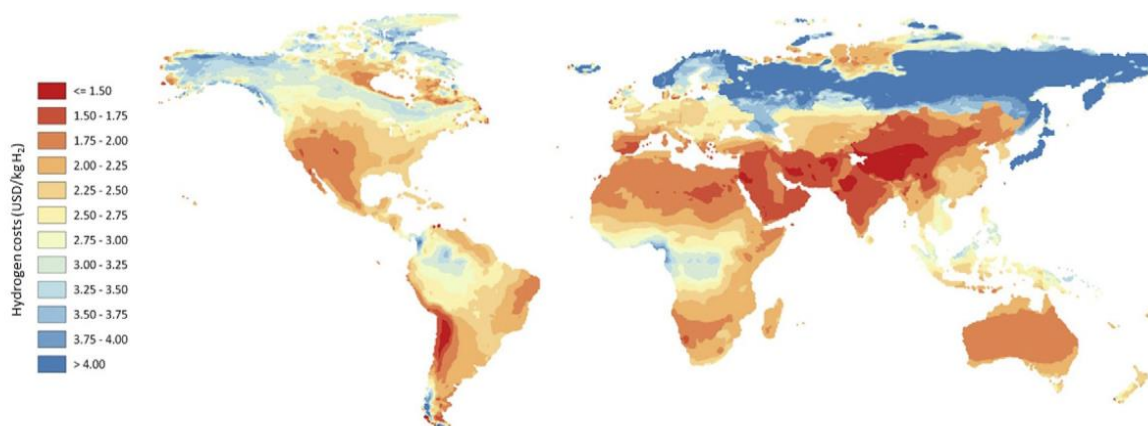 Hydrogen costs (USD/kg H₂)
<= 1.50
1.50 - 1.75
1.75 - 2.00
2.00 - 2.25
2.25 - 2.50
2.50 - 2.75
2.75 - 3.00
3.00 - 3.25
3.25 - 3.50
3.50 - 3.75
3.75 - 4.00
> 4.00